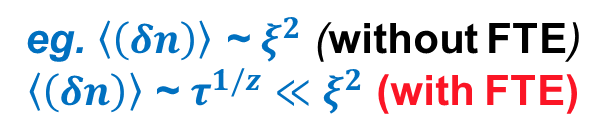 eg. ⟨(δn)⟩ ~ ξ² (without FTE)
⟨(δn)⟩ ~ τ^{1/z} ≪ ξ² (with FTE)